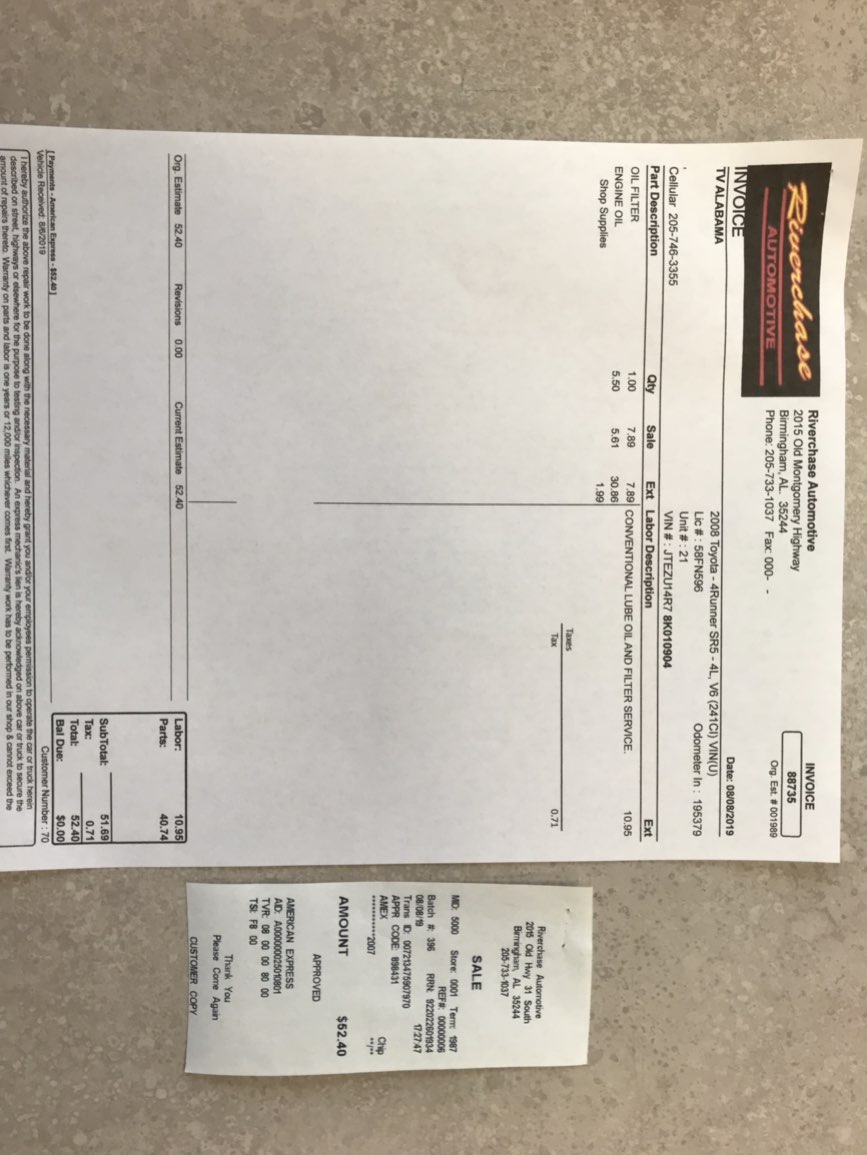 Riverchase
AUTOMOTIVE
Riverchase Automotive
2015 Old Montgomery Highway
Birmingham, AL. 35244
Phone: 205-733-1037 Fax: 000- -
INVOICE
88735
Org. Est. # 001989
INVOICE
TV ALABAMA
Date: 08/08/2019
2008 Toyota - 4Runner SR5 - 4L, V6 (241CI) VIN(U)
Lic # : 58FN596 Odometer In : 195379
Unit # : 21
Cellular 205-746-3355 VIN # : JTEZU14R7 8K010904
Part Description Qty Sale Ext Labor Description Ext
OIL FILTER 1.00 7.89 7.89 CONVENTIONAL LUBE OIL AND FILTER SERVICE. 10.95
ENGINE OIL 5.50 5.61 30.86
Shop Supplies 1.99
Taxes
Tax 0.71
Org. Estimate 52.40 Revisions 0.00 Current Estimate 52.40
Labor: 10.95
Parts: 40.74
SubTotal: 51.69
Tax: 0.71
Total: 52.40
Bal Due: $0.00
[ Payments - American Express - $52.40 ]
Vehicle Received: 8/6/2019 Customer Number : 70
I hereby authorize the above repair work to be done along with the necessary material and hereby grant you and/or your employees permission to operate the car or truck herein
described on street, highways or elsewhere for the purpose to testing and/or inspection. An express mechanic's lien is hereby acknowledged on above car or truck to secure the
amount of repairs thereto. Warranty on parts and labor is one years or 12,000 miles whichever comes first. Warranty work has to be performed in our shop & cannot exceed the
Riverchase Automotive
2015 Old Hwy 31 South
Birmingham, AL 35244
205-733-1037
SALE
MID: 5000 Store: 0001 Term: 1987
REF#: 00000006
Batch #: 396 RRN: 922022601934
08/08/19 17:27:47
Trans ID: 007213475907970
APPR CODE: 898431
AMEX Chip
***********2007 **/**
AMOUNT $52.40
APPROVED
AMERICAN EXPRESS
AID: A000000025010801
TVR: 08 00 00 80 00
TSI: F8 00
Thank You
Please Come Again
CUSTOMER COPY